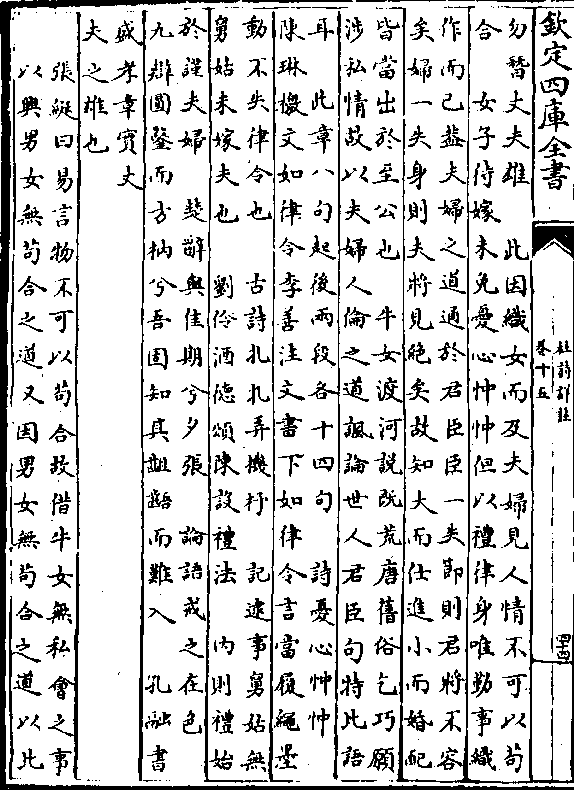 欽定四庫全書
杜詩詳註
卷十五
四十四
勿替丈夫雄　此因織女而及夫婦見人情不可以苟
合　女子待嫁未免憂心忡忡但以禮律身唯勤事織
作而已蓋夫婦之道通於君臣臣一失節則君將不容
矣婦一失身則夫將見絶矣故知大而仕進小而婚配
皆當出於至公也　牛女渡河説既荒唐舊俗乞巧願
涉私情故以夫婦人倫之道諷論世人君臣句特比語
耳　此章八句起後兩段各十四句　詩憂心忡忡
陳琳檄文如律令李善注文書下如律令言當履繩墨
動不失律令也　古詩札札弄機杼　記逮事舅姑無
舅姑未嫁夫也　劉伶酒德頌陳設禮法　内則禮始
於謹夫婦　楚辭與佳期兮夕張　論語戒之在色
九辯圓鑿而方枘兮吾固知其齟齬而難入　孔融書
盛孝章實丈
夫之雄也
張綖曰易言物不可以苟合故借牛女無私會之事
以興男女無苟合之道又因男女無苟合之道以此